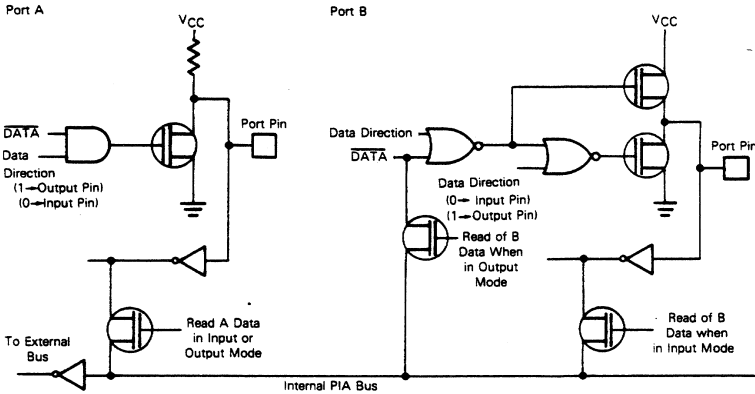 Port A
VCC
DATA
Data
Direction
(1→Output Pin)
(0→Input Pin)
Port Pin
Read A Data
in Input or
Output Mode
To External
Bus
Internal PIA Bus
Port B
VCC
Data Direction
DATA
Data Direction
(0→ Input Pin)
(1→Output Pin)
Port Pin
Read of B
Data When
in Output
Mode
Read of B
Data when
in Input Mode